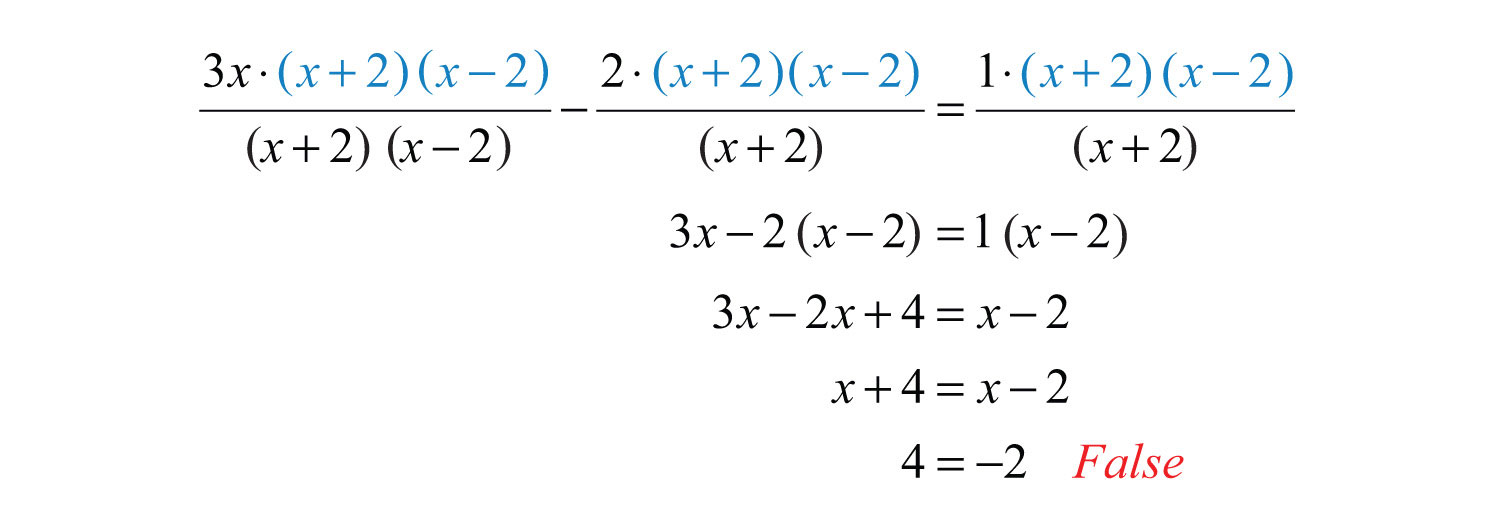 3x·(x+2)(x−2)/(x+2)(x−2) − 2·(x+2)(x−2)/(x+2) = 1·(x+2)(x−2)/(x+2)
3x−2(x−2)=1(x−2)
3x−2x+4=x−2
x+4=x−2
4=−2 False